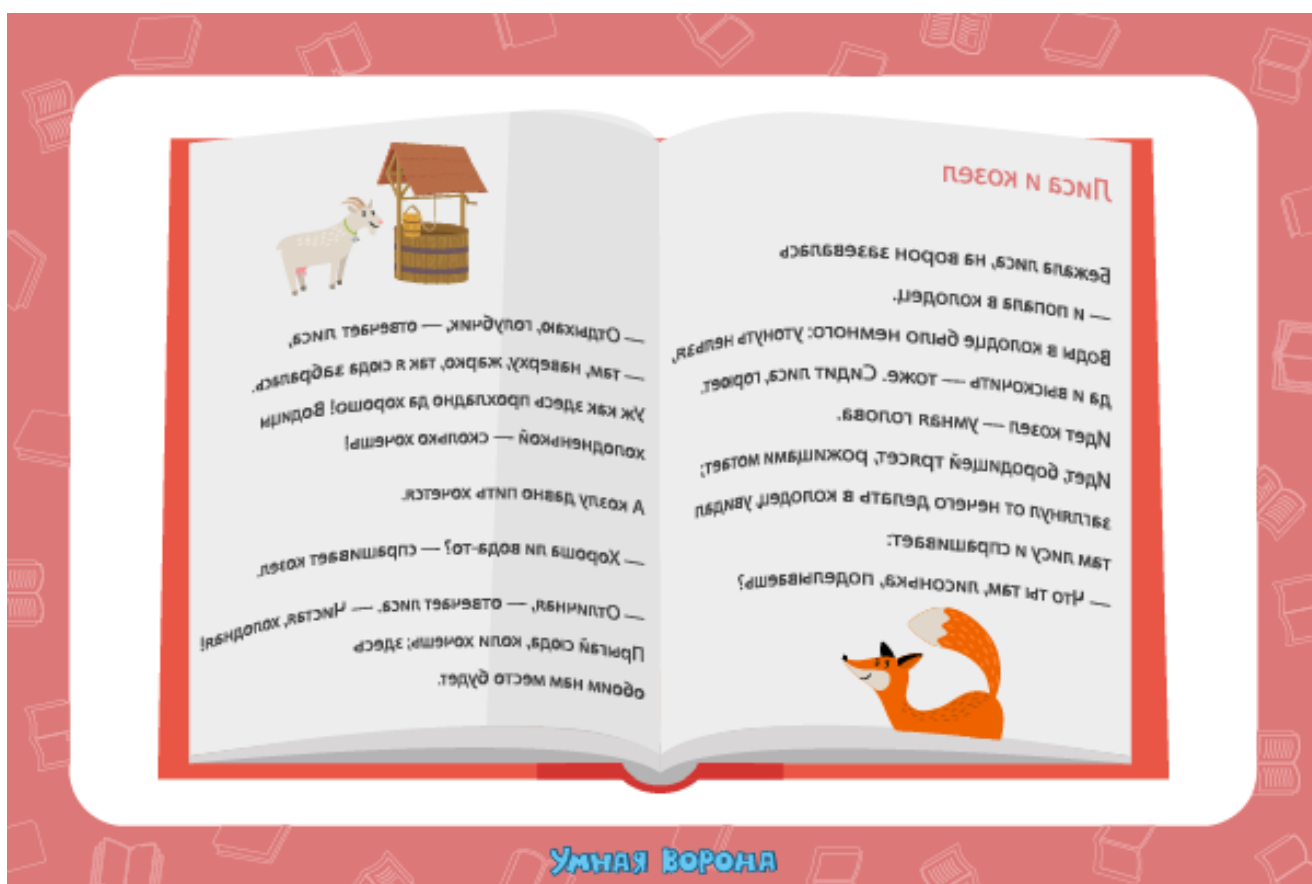 Лиса и козел
Бежала лиса, на ворон зазевалась
— и попала в колодец.
Воды в колодце было немного: утонуть нельзя,
да и выскочить — тоже. Сидит лиса, горюет.
Идет козел — умная голова.
Идет, бородищей трясет, рожищами мотает;
заглянул от нечего делать в колодец, увидал
там лису и спрашивает:
— Что ты там, лисонька, поделываешь?
— Отдыхаю, голубчик, — отвечает лиса,
— там, наверху, жарко, так я сюда забралась.
Уж как здесь прохладно да хорошо! Водицы
холодненькой — сколько хочешь!
А козлу давно пить хочется.
— Хороша ли вода-то? — спрашивает козел.
— Отличная, — отвечает лиса. — Чистая, холодная!
Прыгай сюда, коли хочешь; здесь
обоим нам место будет.
Умная ворона